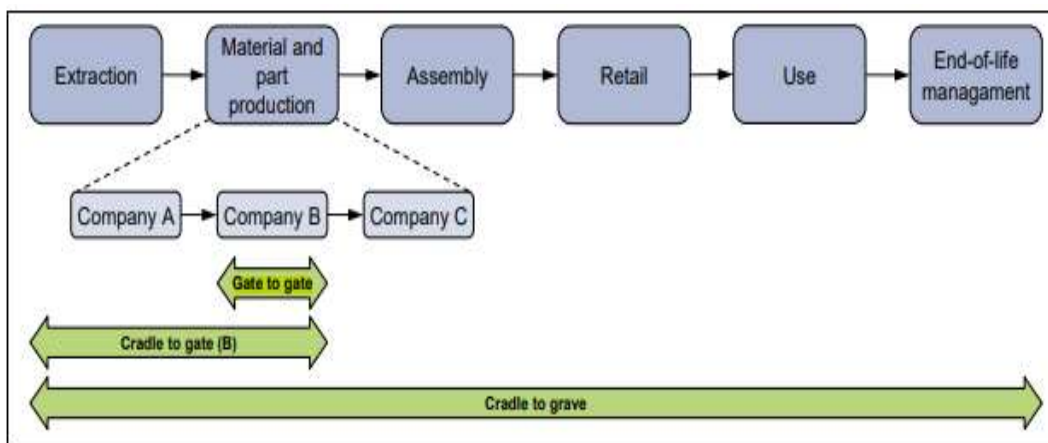 Extraction
Material and
part
production
Assembly
Retail
Use
End-of-life
managament
Company A
Company B
Company C
Gate to gate
Cradle to gate (B)
Cradle to grave